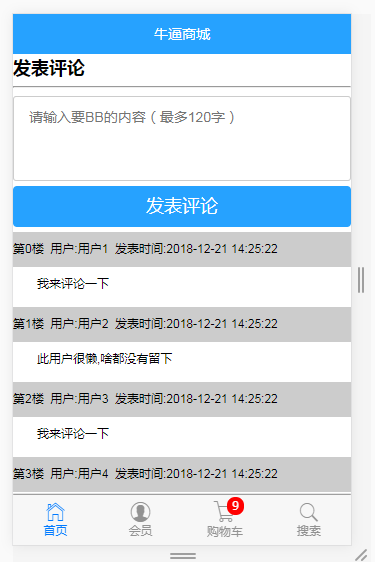 牛逼商城
发表评论
请输入要BB的内容（最多120字）
发表评论
第0楼 用户:用户1 发表时间:2018-12-21 14:25:22
我来评论一下
第1楼 用户:用户2 发表时间:2018-12-21 14:25:22
此用户很懒,啥都没有留下
第2楼 用户:用户3 发表时间:2018-12-21 14:25:22
我来评论一下
第3楼 用户:用户4 发表时间:2018-12-21 14:25:22
9
首页 会员 购物车 搜索